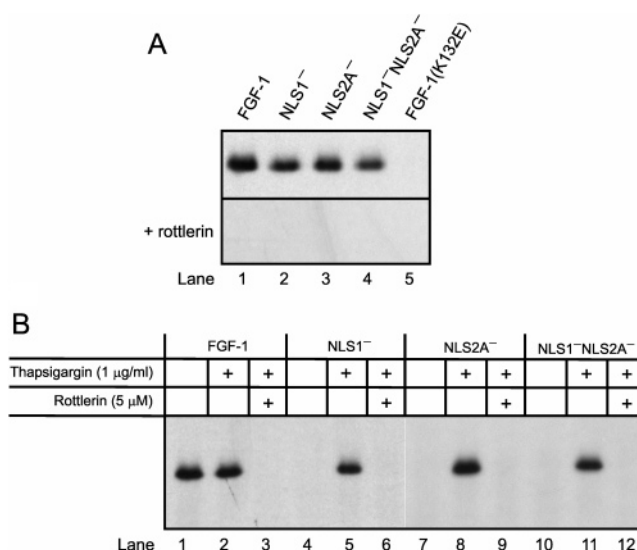 A
FGF-1 NLS1⁻ NLS2A⁻ NLS1⁻NLS2A⁻ FGF-1(K132E)
+ rottlerin
Lane 1 2 3 4 5
B
FGF-1 NLS1⁻ NLS2A⁻ NLS1⁻NLS2A⁻
Thapsigargin (1 μg/ml) + + + + + + + +
Rottlerin (5 μM) + + + +
Lane 1 2 3 4 5 6 7 8 9 10 11 12